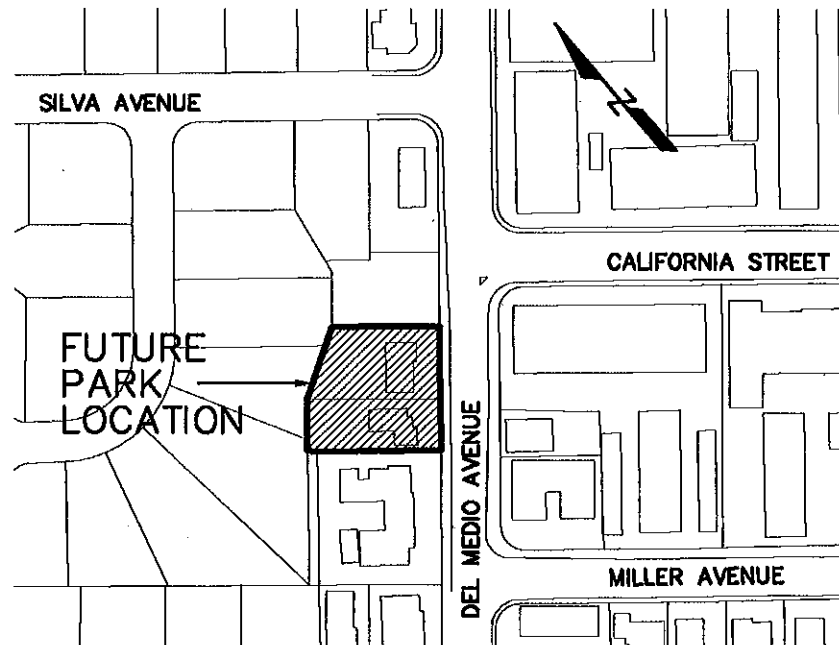 SILVA AVENUE
N
CALIFORNIA STREET
FUTURE
PARK
LOCATION
DEL MEDIO AVENUE
MILLER AVENUE